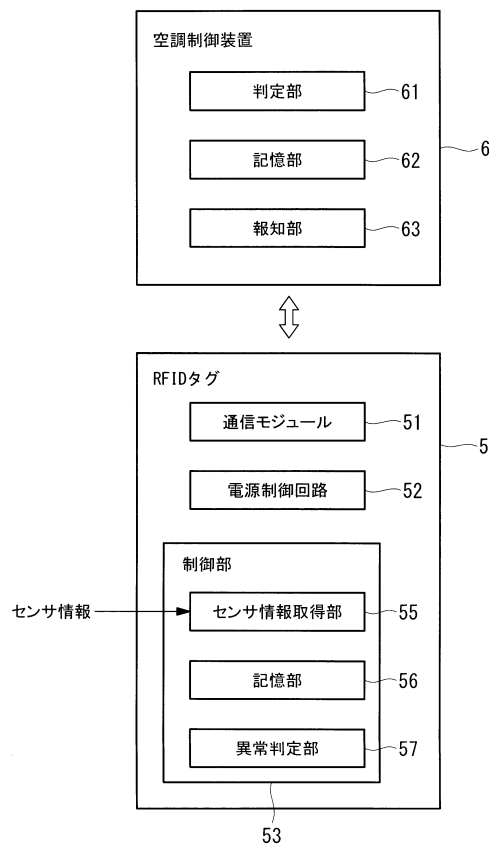 空調制御装置
判定部 61
記憶部 62
報知部 63
6
RFIDタグ
通信モジュール 51
電源制御回路 52
5
制御部
センサ情報
センサ情報取得部 55
記憶部 56
異常判定部 57
53